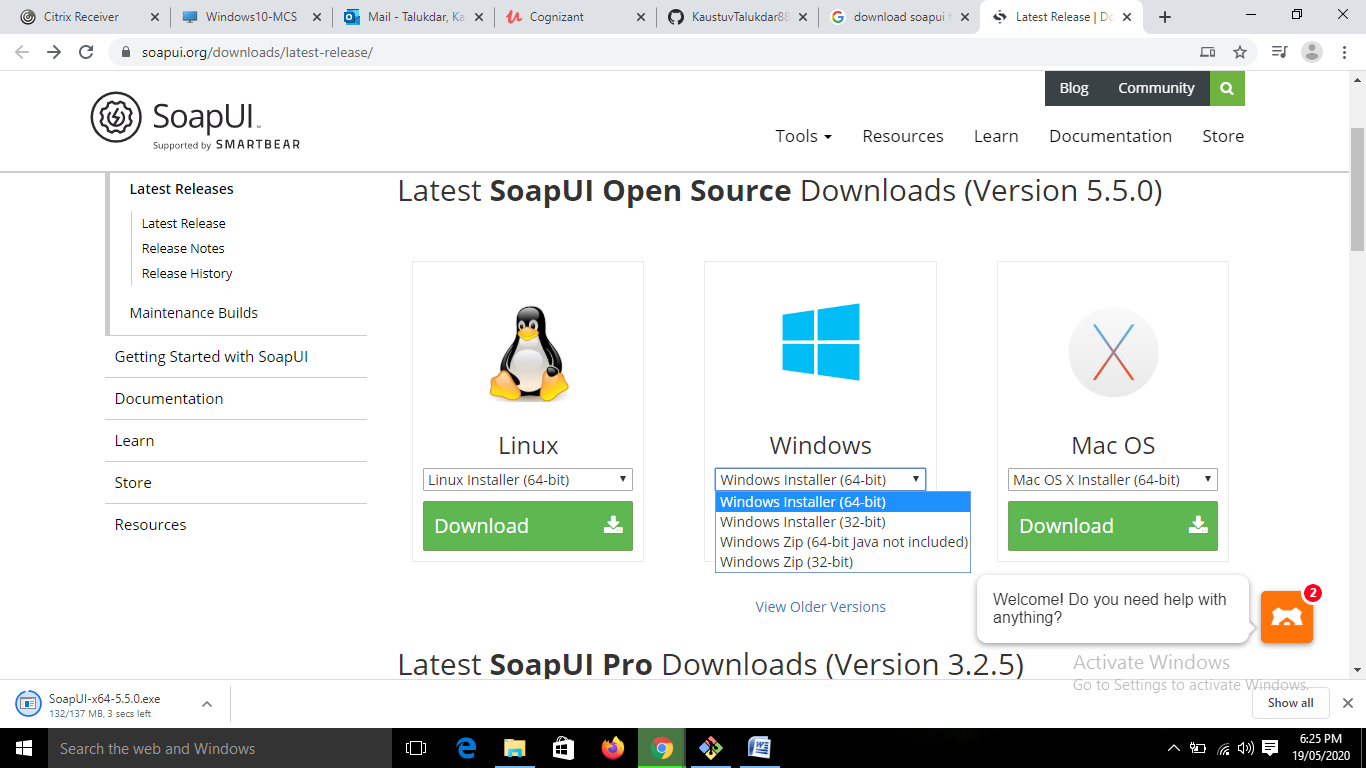 Citrix Receiver
Windows10-MCS
Mail - Talukdar, Ka
Cognizant
KaustuvTalukdar88
download soapui f
Latest Release | Do
soapui.org/downloads/latest-release/
Blog
Community
SoapUI
Supported by SMARTBEAR
Tools
Resources
Learn
Documentation
Store
Latest Releases
Latest Release
Release Notes
Release History
Maintenance Builds
Getting Started with SoapUI
Documentation
Learn
Store
Resources
Latest SoapUI Open Source Downloads (Version 5.5.0)
Linux
Linux Installer (64-bit)
Download
Windows
Windows Installer (64-bit)
Windows Installer (64-bit)
Windows Installer (32-bit)
Windows Zip (64-bit Java not included)
Windows Zip (32-bit)
Mac OS
Mac OS X Installer (64-bit)
Download
View Older Versions
Welcome! Do you need help with
anything?
2
Latest SoapUI Pro Downloads (Version 3.2.5)
Activate Windows
Go to Settings to activate Windows.
SoapUI-x64-5.5.0.exe
132/137 MB, 3 secs left
Show all
Search the web and Windows
6:25 PM
19/05/2020